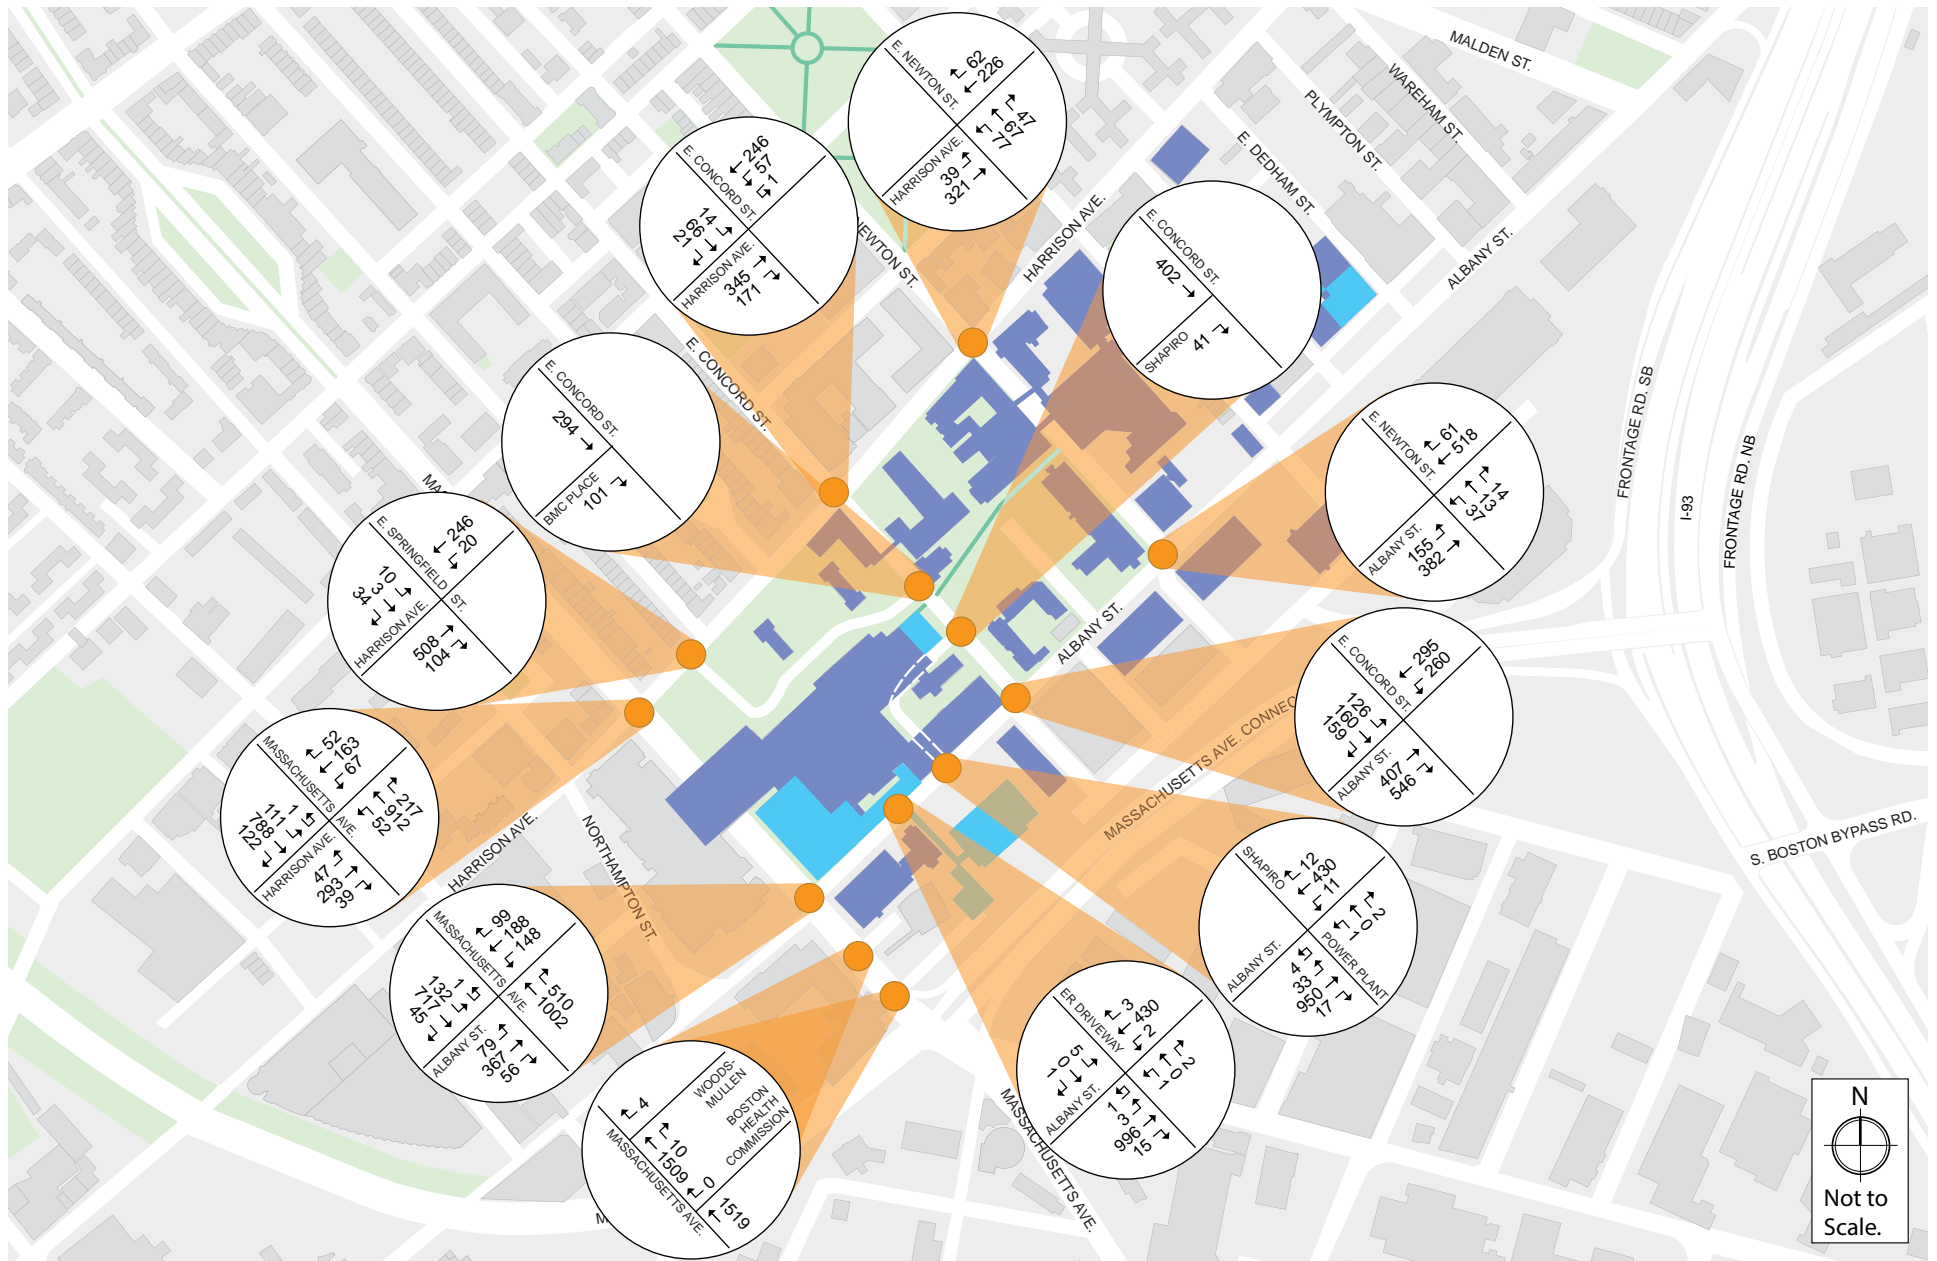 MALDEN ST.
WAREHAM ST.
PLYMPTON ST.
E. DEDHAM ST.
ALBANY ST.
HARRISON AVE.
NEWTON ST.
E. CONCORD ST.
FRONTAGE RD. SB
I-93
FRONTAGE RD. NB
S. BOSTON BYPASS RD.
ALBANY ST.
MASSACHUSETTS AVE. CONNEC
HARRISON AVE.
NORTHAMPTON ST.
MASSACHUSETTS AVE.
E. NEWTON ST.
62
226
47
67
77
HARRISON AVE.
39
321
E. CONCORD ST.
246
57
1
14
66
21
HARRISON AVE.
345
171
E. CONCORD ST.
402
SHAPIRO
41
E. CONCORD ST.
294
BMC PLACE
101
E. NEWTON ST.
61
518
14
13
37
ALBANY ST.
155
382
E. SPRINGFIELD ST.
246
20
10
3
34
HARRISON AVE.
508
104
E. CONCORD ST.
295
260
126
160
159
ALBANY ST.
407
546
MASSACHUSETTS AVE.
52
163
67
1
111
788
122
217
912
52
HARRISON AVE.
47
293
39
SHAPIRO
12
430
11
2
0
1
ALBANY ST.
POWER PLANT
4
33
950
17
MASSACHUSETTS AVE.
99
188
148
1
132
717
45
510
1002
ALBANY ST.
79
367
56
ER DRIVEWAY
3
430
2
5
0
1
2
0
1
ALBANY ST.
1
3
996
15
4
WOODS-
MULLEN
BOSTON
HEALTH
COMMISSION
10
1509
0
1519
MASSACHUSETTS AVE.
N
Not to
Scale.